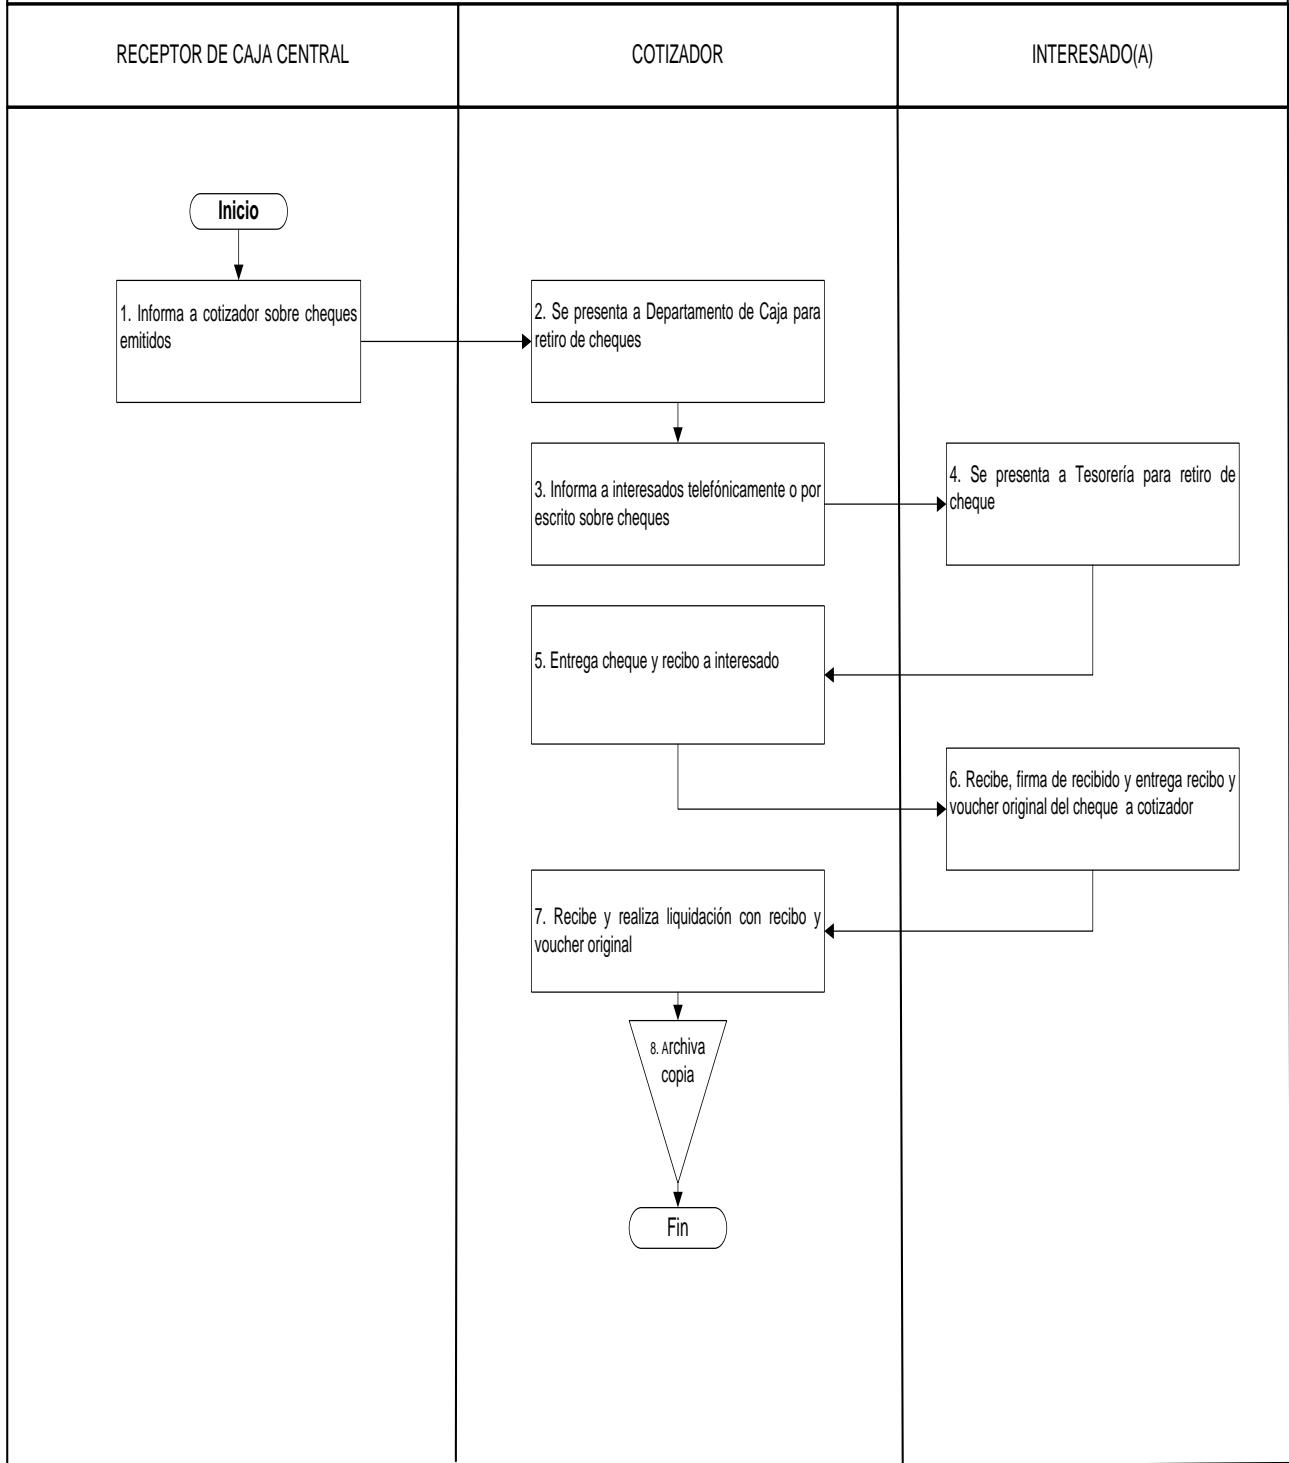 RECEPTOR DE CAJA CENTRAL
COTIZADOR
INTERESADO(A)
Inicio
1. Informa a cotizador sobre cheques
emitidos
2. Se presenta a Departamento de Caja para
retiro de cheques
3. Informa a interesados telefónicamente o por
escrito sobre cheques
4. Se presenta a Tesorería para retiro de
cheque
5. Entrega cheque y recibo a interesado
6. Recibe, firma de recibido y entrega recibo y
voucher original del cheque a cotizador
7. Recibe y realiza liquidación con recibo y
voucher original
8. Archiva
copia
Fin